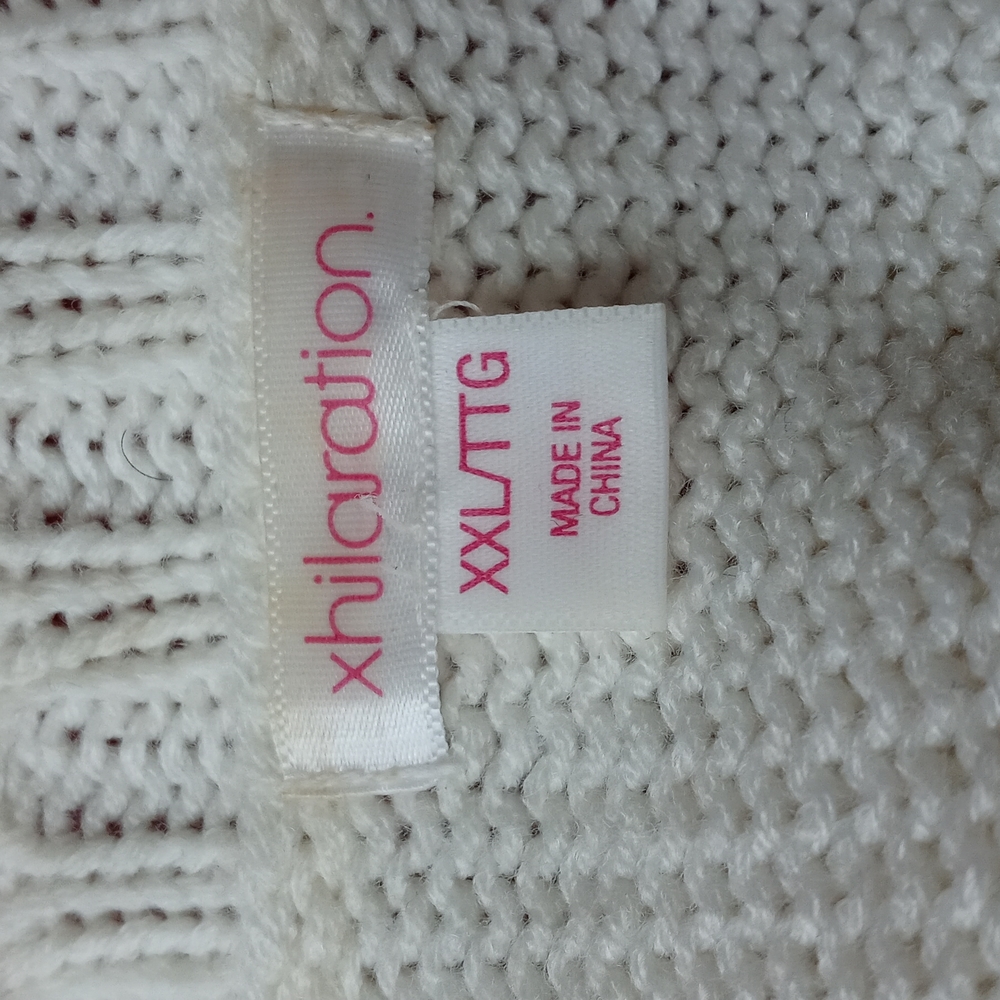 xhilaration.
XXL/TTG
MADE IN
CHINA